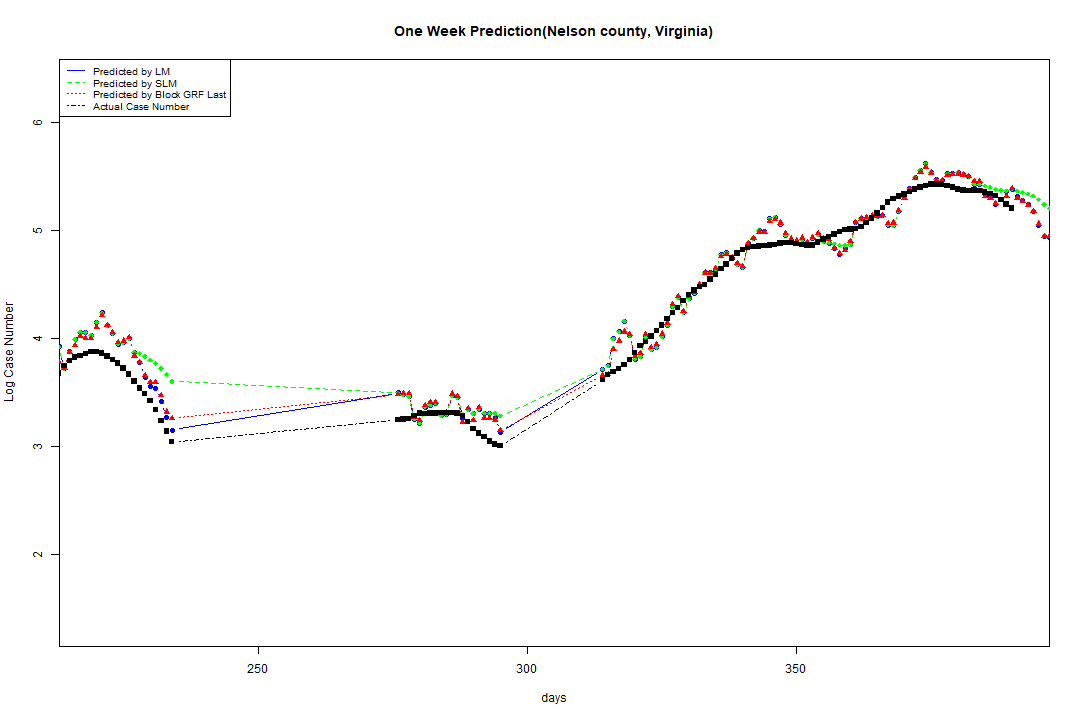 One Week Prediction(Nelson county, Virginia)
Predicted by LM
Predicted by SLM
Predicted by Block GRF Last
Actual Case Number
6
5
4
3
2
Log Case Number
250 300 350
days